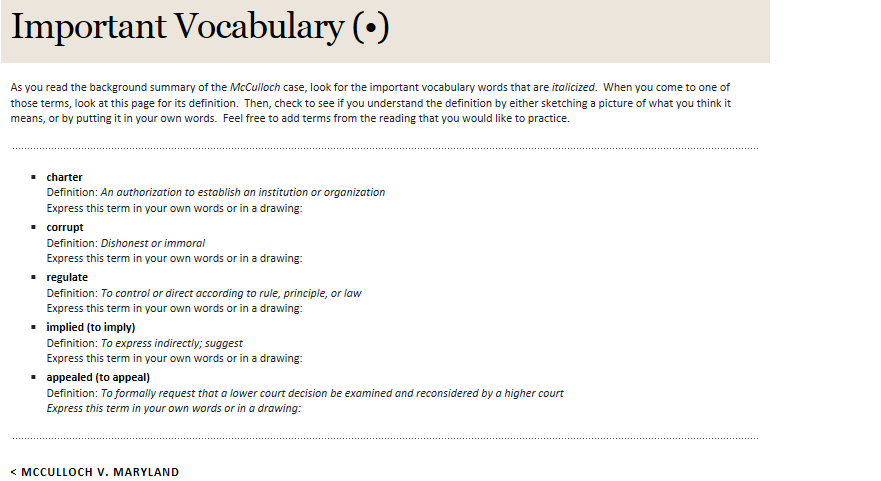 Important Vocabulary (•)
As you read the background summary of the McCulloch case, look for the important vocabulary words that are italicized. When you come to one of
those terms, look at this page for its definition. Then, check to see if you understand the definition by either sketching a picture of what you think it
means, or by putting it in your own words. Feel free to add terms from the reading that you would like to practice.
▪ charter
Definition: An authorization to establish an institution or organization
Express this term in your own words or in a drawing:
▪ corrupt
Definition: Dishonest or immoral
Express this term in your own words or in a drawing:
▪ regulate
Definition: To control or direct according to rule, principle, or law
Express this term in your own words or in a drawing:
▪ implied (to imply)
Definition: To express indirectly; suggest
Express this term in your own words or in a drawing:
▪ appealed (to appeal)
Definition: To formally request that a lower court decision be examined and reconsidered by a higher court
Express this term in your own words or in a drawing:
< MCCULLOCH V. MARYLAND